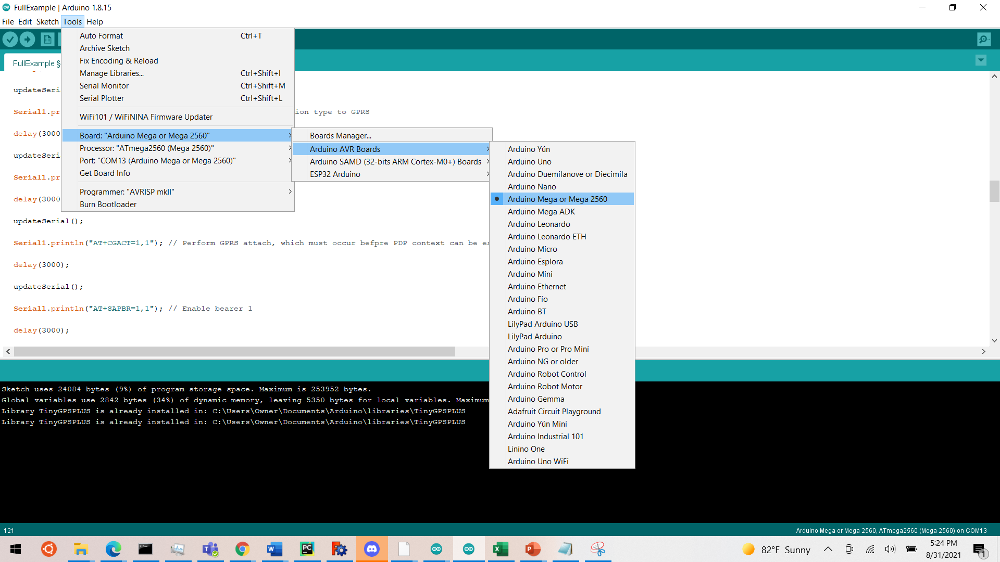 FullExample | Arduino 1.8.15
File Edit Sketch Tools Help
FullExample §
Auto Format Ctrl+T
Archive Sketch
Fix Encoding & Reload
Manage Libraries... Ctrl+Shift+I
Serial Monitor Ctrl+Shift+M
Serial Plotter Ctrl+Shift+L
WiFi101 / WiFiNINA Firmware Updater
Board: "Arduino Mega or Mega 2560"
Processor: "ATmega2560 (Mega 2560)"
Port: "COM13 (Arduino Mega or Mega 2560)"
Get Board Info
Programmer: "AVRISP mkII"
Burn Bootloader
Boards Manager...
Arduino AVR Boards
Arduino SAMD (32-bits ARM Cortex-M0+) Boards
ESP32 Arduino
Arduino Yún
Arduino Uno
Arduino Duemilanove or Diecimila
Arduino Nano
Arduino Mega or Mega 2560
Arduino Mega ADK
Arduino Leonardo
Arduino Leonardo ETH
Arduino Micro
Arduino Esplora
Arduino Mini
Arduino Ethernet
Arduino Fio
Arduino BT
LilyPad Arduino USB
LilyPad Arduino
Arduino Pro or Pro Mini
Arduino NG or older
Arduino Robot Control
Arduino Robot Motor
Arduino Gemma
Adafruit Circuit Playground
Arduino Yún Mini
Arduino Industrial 101
Linino One
Arduino Uno WiFi
updateSeri
Serial1.pr ion type to GPRS
delay(3000
updateSeri
Serial1.pr
delay(3000
updateSerial();
Serial1.println("AT+CGACT=1,1"); // Perform GPRS attach, which must occur befpre PDP context can be es
delay(3000);
updateSerial();
Serial1.println("AT+SAPBR=1,1"); // Enable bearer 1
delay(3000);
Sketch uses 24084 bytes (9%) of program storage space. Maximum is 253952 bytes.
Global variables use 2842 bytes (34%) of dynamic memory, leaving 5350 bytes for local variables. Maximum
Library TinyGPSPLUS is already installed in: C:\Users\Owner\Documents\Arduino\libraries\TinyGPSPLUS
Library TinyGPSPLUS is already installed in: C:\Users\Owner\Documents\Arduino\libraries\TinyGPSPLUS
121 Arduino Mega or Mega 2560, ATmega2560 (Mega 2560) on COM13
82°F Sunny
5:24 PM
8/31/2021
1